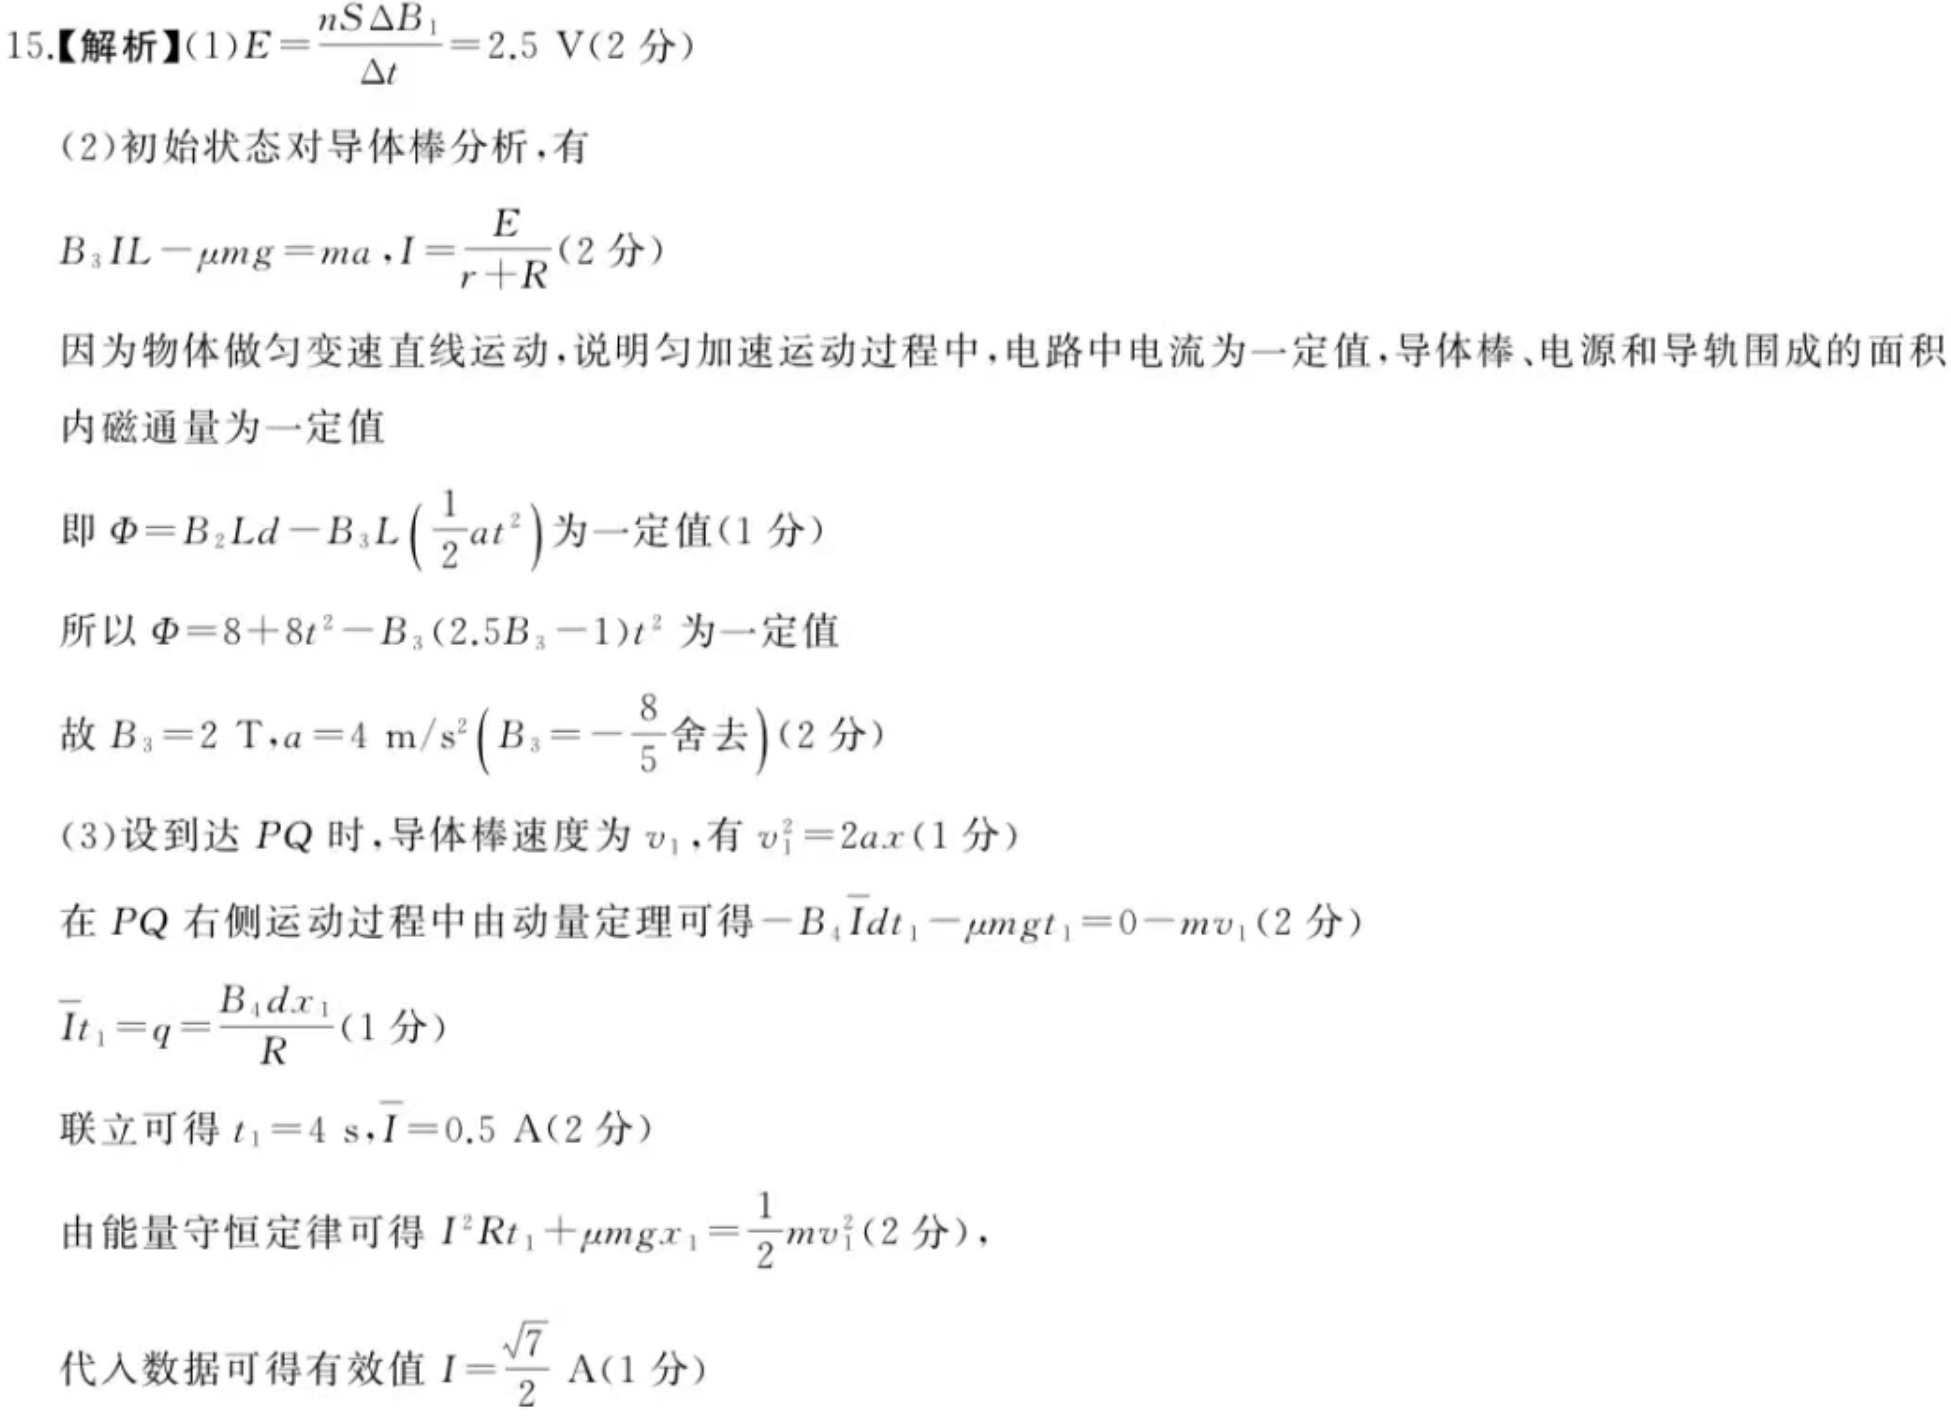 15.【解析】(1)E=nSΔB₁/Δt=2.5 V(2 分)
(2)初始状态对导体棒分析,有
B₃IL-μmg=ma,I=E/(r+R)(2 分)
因为物体做匀变速直线运动,说明匀加速运动过程中,电路中电流为一定值,导体棒、电源和导轨围成的面积
内磁通量为一定值
即 Φ=B₂Ld-B₃L(1/2at²)为一定值(1 分)
所以 Φ=8+8t²-B₃(2.5B₃-1)t² 为一定值
故 B₃=2 T,a=4 m/s²(B₃=-8/5舍去)(2 分)
(3)设到达 PQ 时,导体棒速度为 v₁,有 v₁²=2ax(1 分)
在 PQ 右侧运动过程中由动量定理可得-B₄I̅dt₁-μmgt₁=0-mv₁(2 分)
I̅t₁=q=B₄dx₁/R(1 分)
联立可得 t₁=4 s,I̅=0.5 A(2 分)
由能量守恒定律可得 I²Rt₁+μmgx₁=1/2mv₁²(2 分),
代入数据可得有效值 I=√7/2 A(1 分)